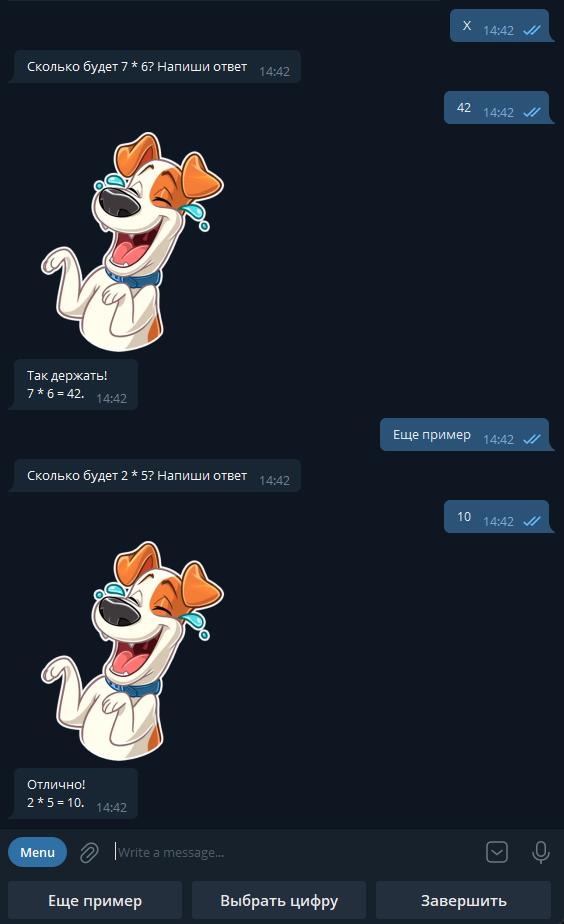 X 14:42
Сколько будет 7 * 6? Напиши ответ 14:42
42 14:42
Так держать!
7 * 6 = 42. 14:42
Еще пример 14:42
Сколько будет 2 * 5? Напиши ответ 14:42
10 14:42
Отлично!
2 * 5 = 10. 14:42
Menu Write a message...
Еще пример Выбрать цифру Завершить